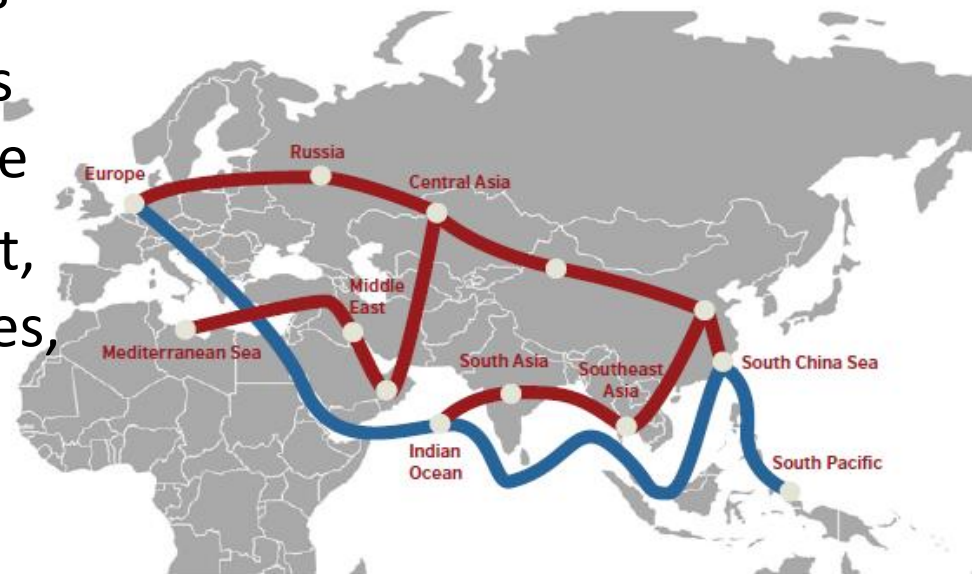 s
e
t,
es,
Russia
Europe
Central Asia
Middle
East
Mediterranean Sea
South Asia
Southeast
Asia
South China Sea
Indian
Ocean
South Pacific